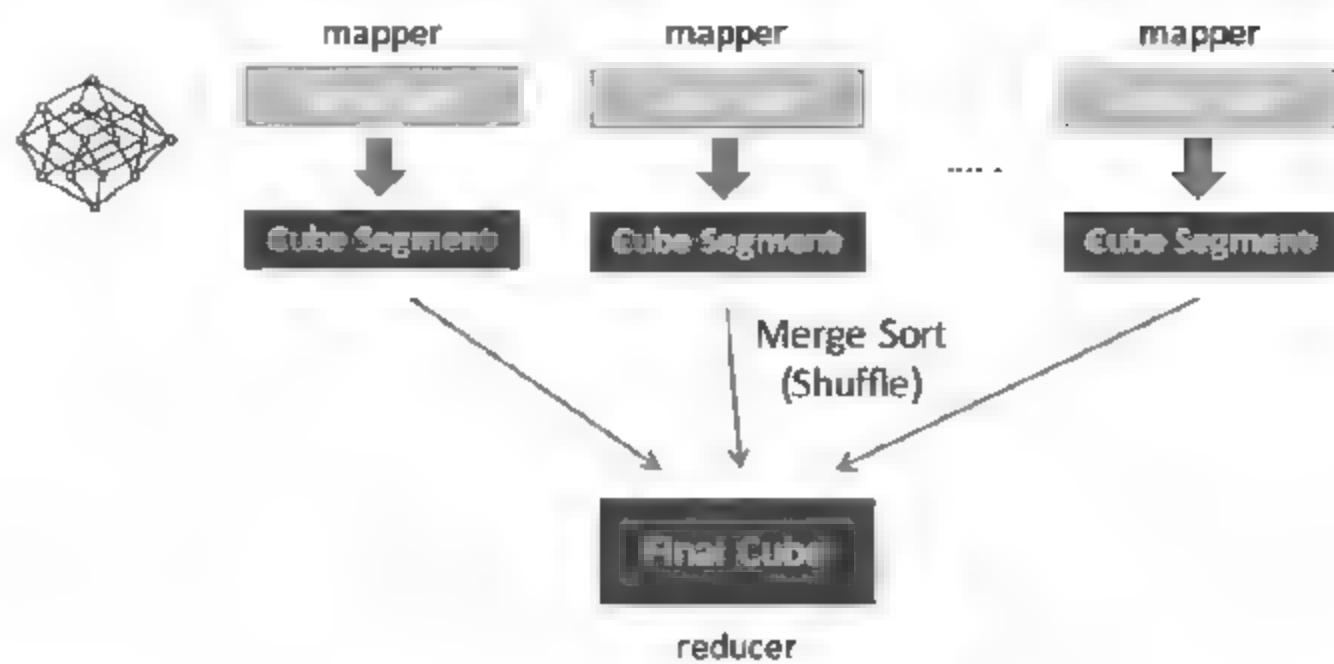 mapper
mapper
mapper
Cube Segment
Cube Segment
Cube Segment
Merge Sort
(Shuffle)
Final Cube
reducer